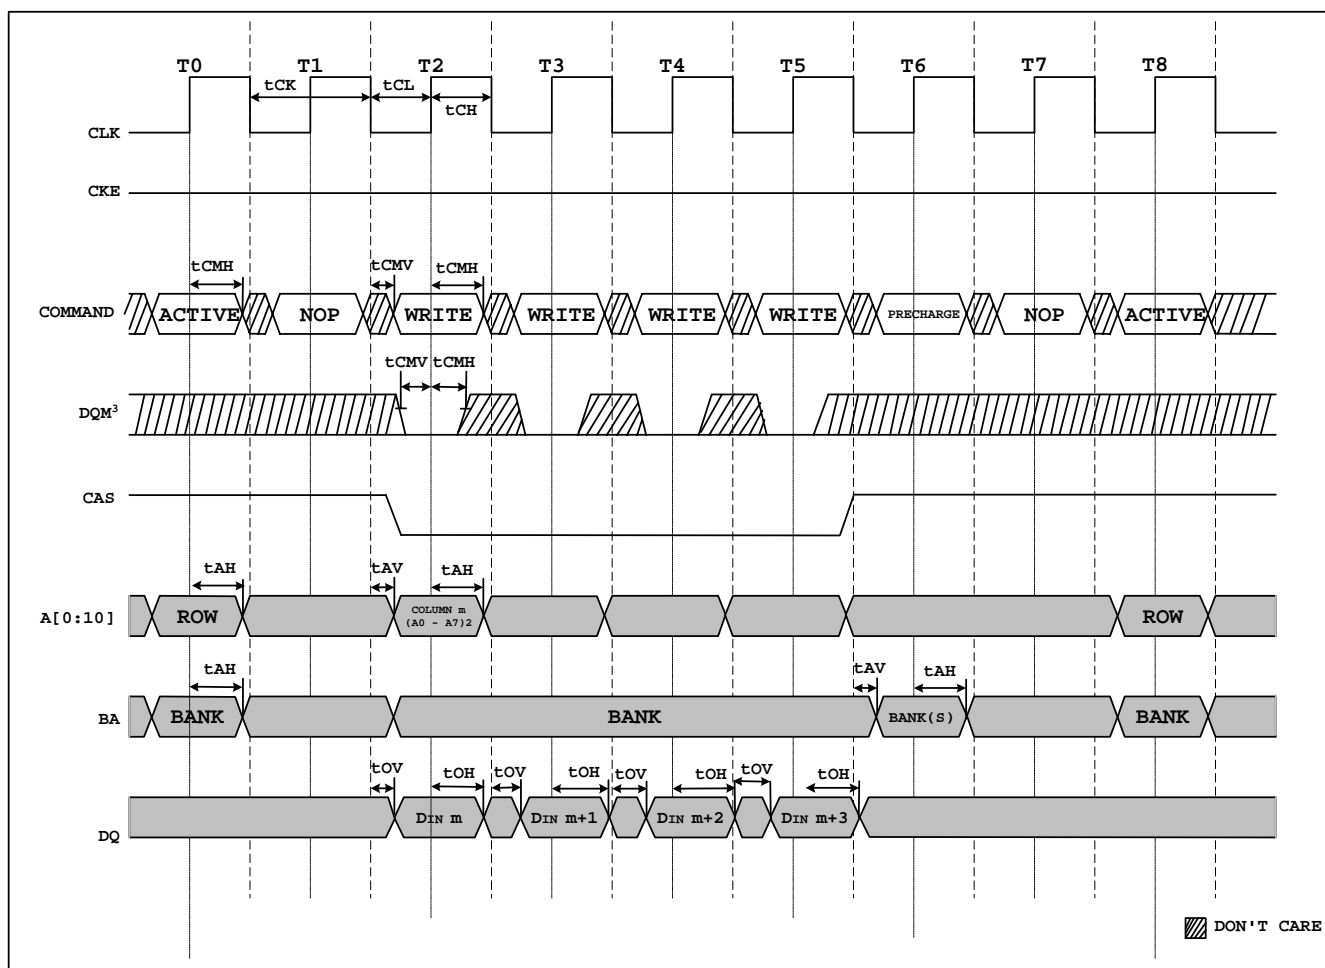 T0 T1 T2 T3 T4 T5 T6 T7 T8
tCK tCL
tCH
CLK
CKE
tCMH tCMV tCMH
COMMAND ACTIVE NOP WRITE WRITE WRITE WRITE PRECHARGE NOP ACTIVE
tCMV tCMH
DQM³
CAS
tAH tAV tAH
A[0:10] ROW COLUMN m ROW
(A0 - A7)2
tAH tAV tAH
BA BANK BANK BANK(S) BANK
tOV tOH tOV tOH tOV tOH tOV tOH
DQ DIN m DIN m+1 DIN m+2 DIN m+3
DON'T CARE